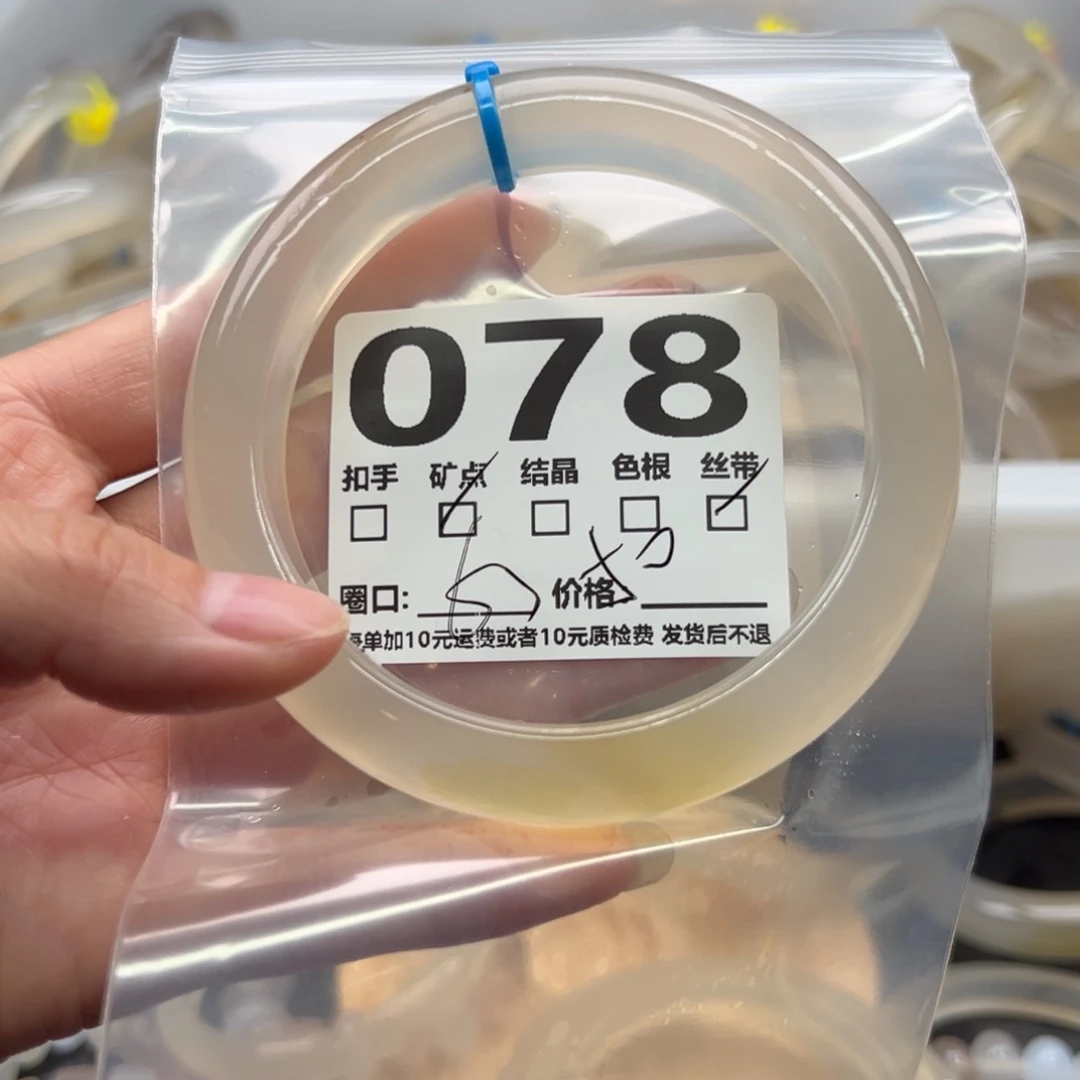 078
扣手 矿点 结晶 色根 丝带
圈口: 价格:
单加10元运费或者10元质检费 发货后不退